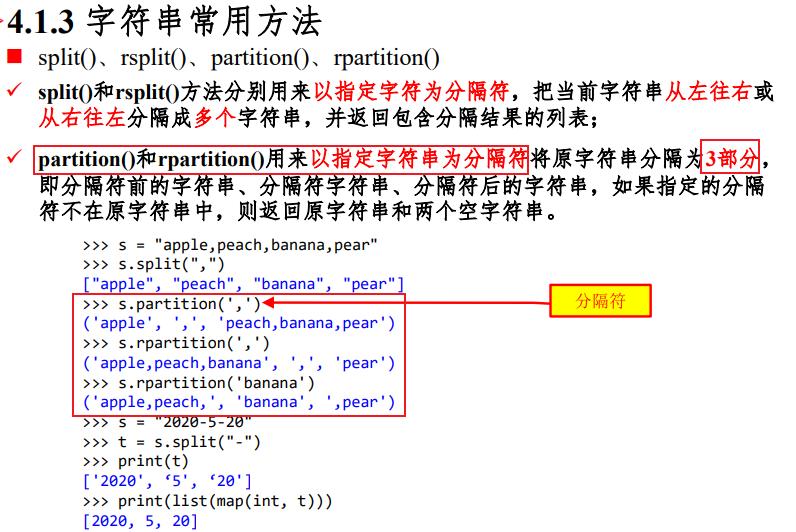 4.1.3 字符串常用方法
split()、rsplit()、partition()、rpartition()
split()和rsplit()方法分别用来以指定字符为分隔符，把当前字符串从左往右或
从右往左分隔成多个字符串，并返回包含分隔结果的列表；
partition()和rpartition()用来以指定字符串为分隔符将原字符串分隔为3部分，
即分隔符前的字符串、分隔符字符串、分隔符后的字符串，如果指定的分隔
符不在原字符串中，则返回原字符串和两个空字符串。
>>> s = "apple,peach,banana,pear"
>>> s.split(",")
["apple", "peach", "banana", "pear"]
>>> s.partition(',')
分隔符
('apple', ',', 'peach,banana,pear')
>>> s.rpartition(',')
('apple,peach,banana', ',', 'pear')
>>> s.rpartition('banana')
('apple,peach,', 'banana', ',pear')
>>> s = "2020-5-20"
>>> t = s.split("-")
>>> print(t)
['2020', ‘5', ‘20']
>>> print(list(map(int, t)))
[2020, 5, 20]